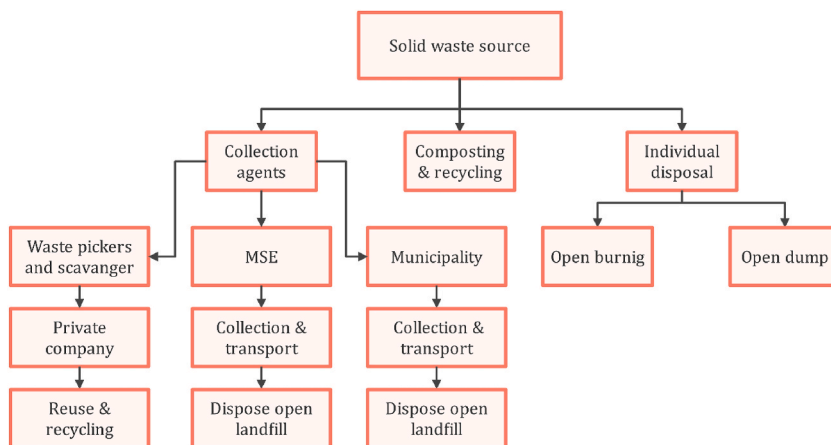 Solid waste source
Collection
agents
Composting
& recycling
Individual
disposal
Waste pickers
and scavanger
MSE
Municipality
Open burnig
Open dump
Private
company
Collection &
transport
Collection &
transport
Reuse &
recycling
Dispose open
landfill
Dispose open
landfill